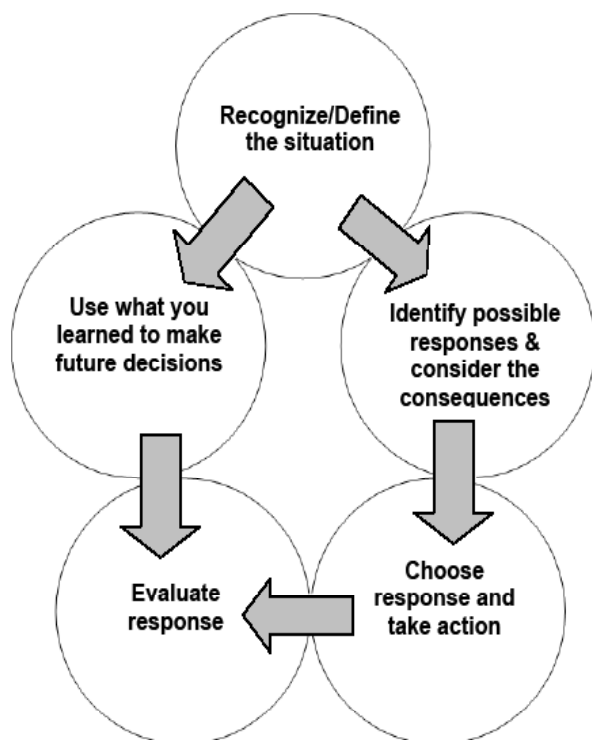 Recognize/Define
the situation
Use what you
learned to make
future decisions
Identify possible
responses &
consider the
consequences
Evaluate
response
Choose
response and
take action